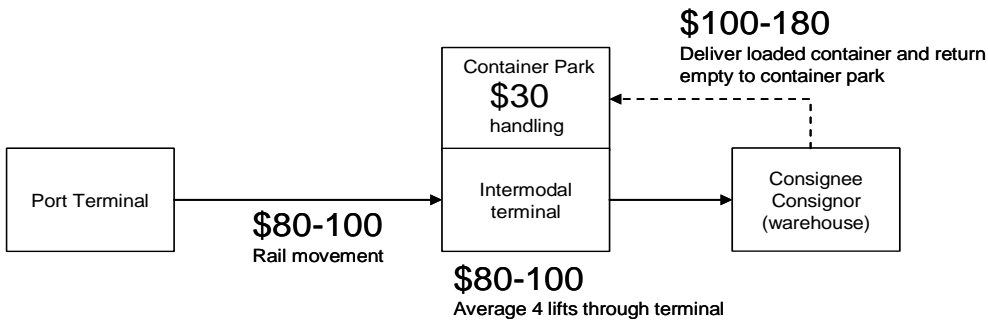 $100-180
Deliver loaded container and return
empty to container park
Container Park
$30
handling
Port Terminal
Intermodal
terminal
Consignee
Consignor
(warehouse)
$80-100
Rail movement
$80-100
Average 4 lifts through terminal